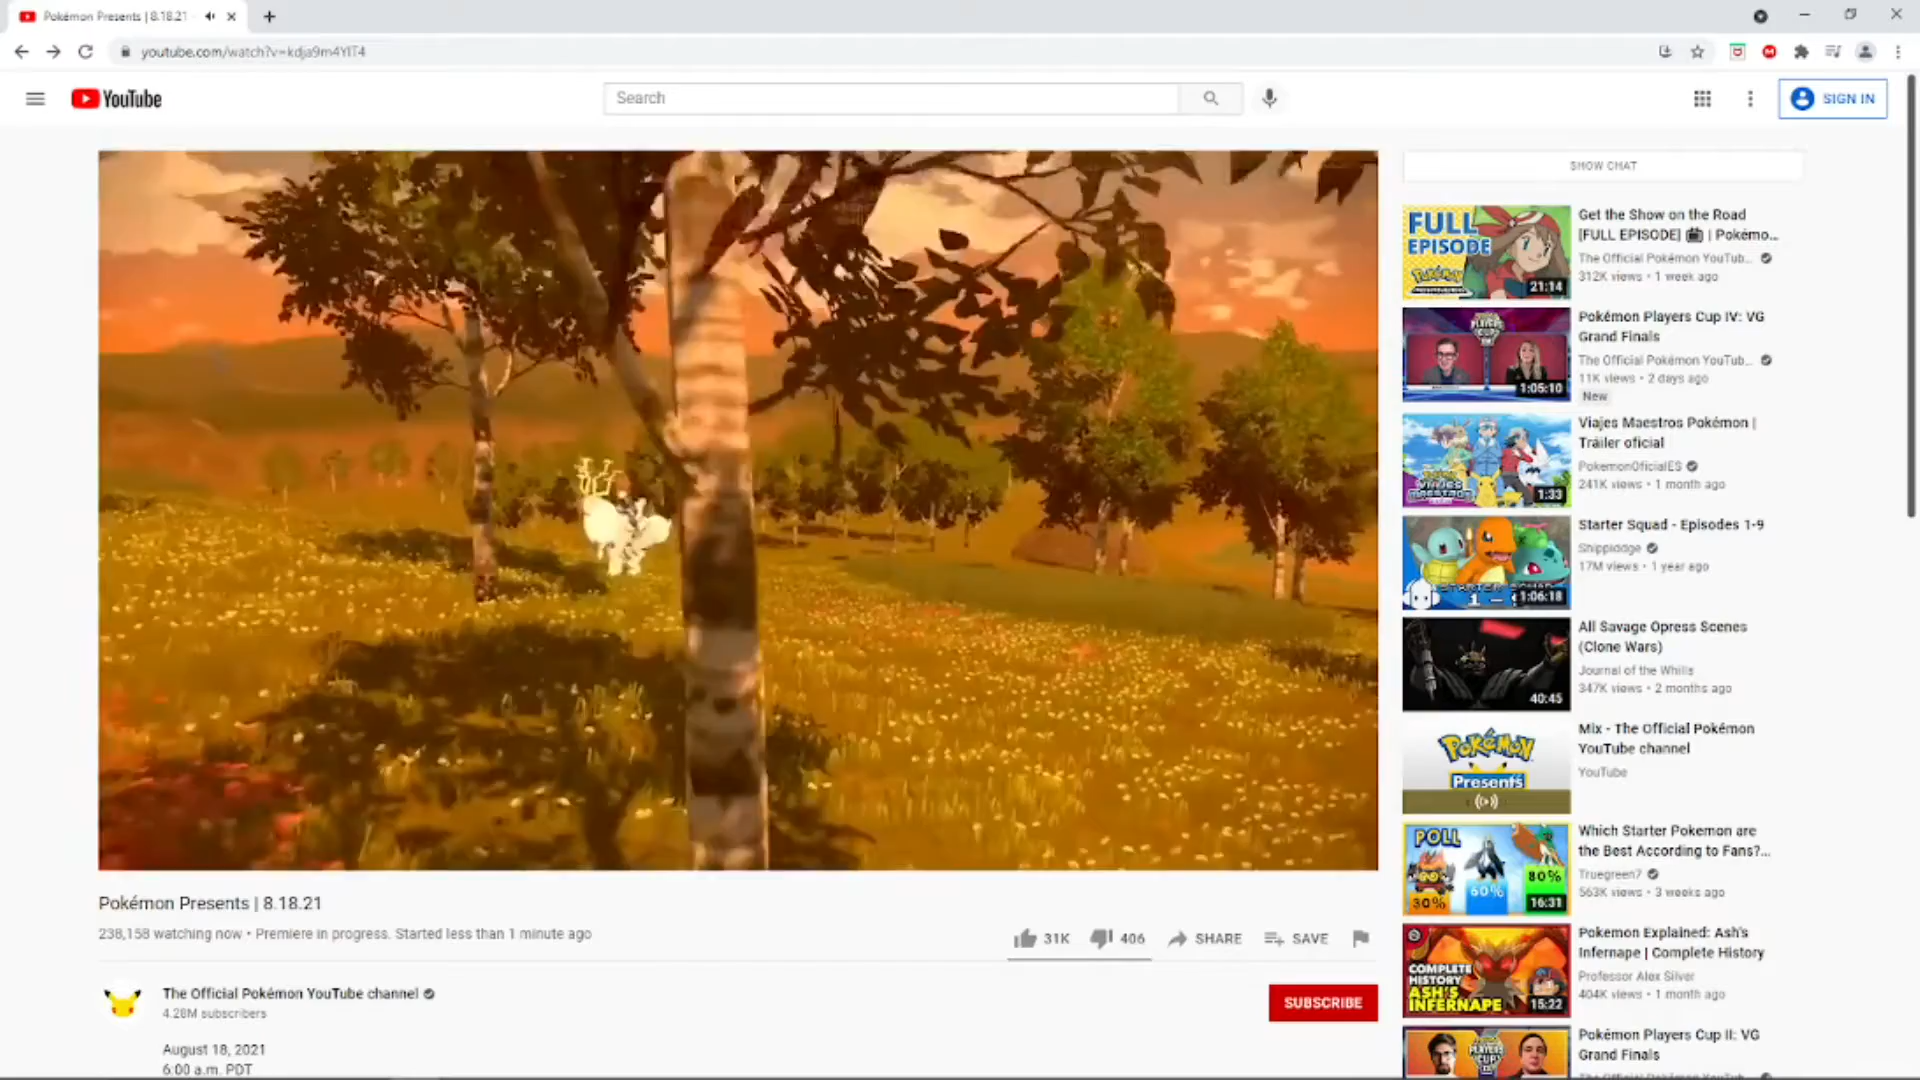 Pokémon Presents | 8.18.21
youtube.com/watch?v=kdja9m4YIT4
YouTube
Search
SIGN IN
SHOW CHAT
FULL
EPISODE
21:14
Get the Show on the Road
[FULL EPISODE] | Pokémo...
The Official Pokémon YouTub...
312K views • 1 week ago
1:05:10
Pokémon Players Cup IV: VG
Grand Finals
The Official Pokémon YouTub...
11K views • 2 days ago
New
VIAJES
MAESTROS
1:33
Viajes Maestros Pokémon |
Tráiler oficial
PokemonOficialES
241K views • 1 month ago
1:06:18
Starter Squad - Episodes 1-9
Shippiddge
17M views • 1 year ago
40:45
All Savage Opress Scenes
(Clone Wars)
Journal of the Whills
347K views • 2 months ago
POKéMON
Presents
Mix - The Official Pokémon
YouTube channel
YouTube
POLL
30%
60%
80%
16:31
Which Starter Pokemon are
the Best According to Fans?...
Truegreen7
563K views • 3 weeks ago
COMPLETE
HISTORY
ASH'S
INFERNAPE
15:22
Pokemon Explained: Ash's
Infernape | Complete History
Professor Alex Silver
404K views • 1 month ago
Pokémon Players Cup II: VG
Grand Finals
Pokémon Presents | 8.18.21
238,158 watching now • Premiere in progress. Started less than 1 minute ago
31K
406
SHARE
SAVE
The Official Pokémon YouTube channel
4.28M subscribers
SUBSCRIBE
August 18, 2021
6:00 a.m. PDT